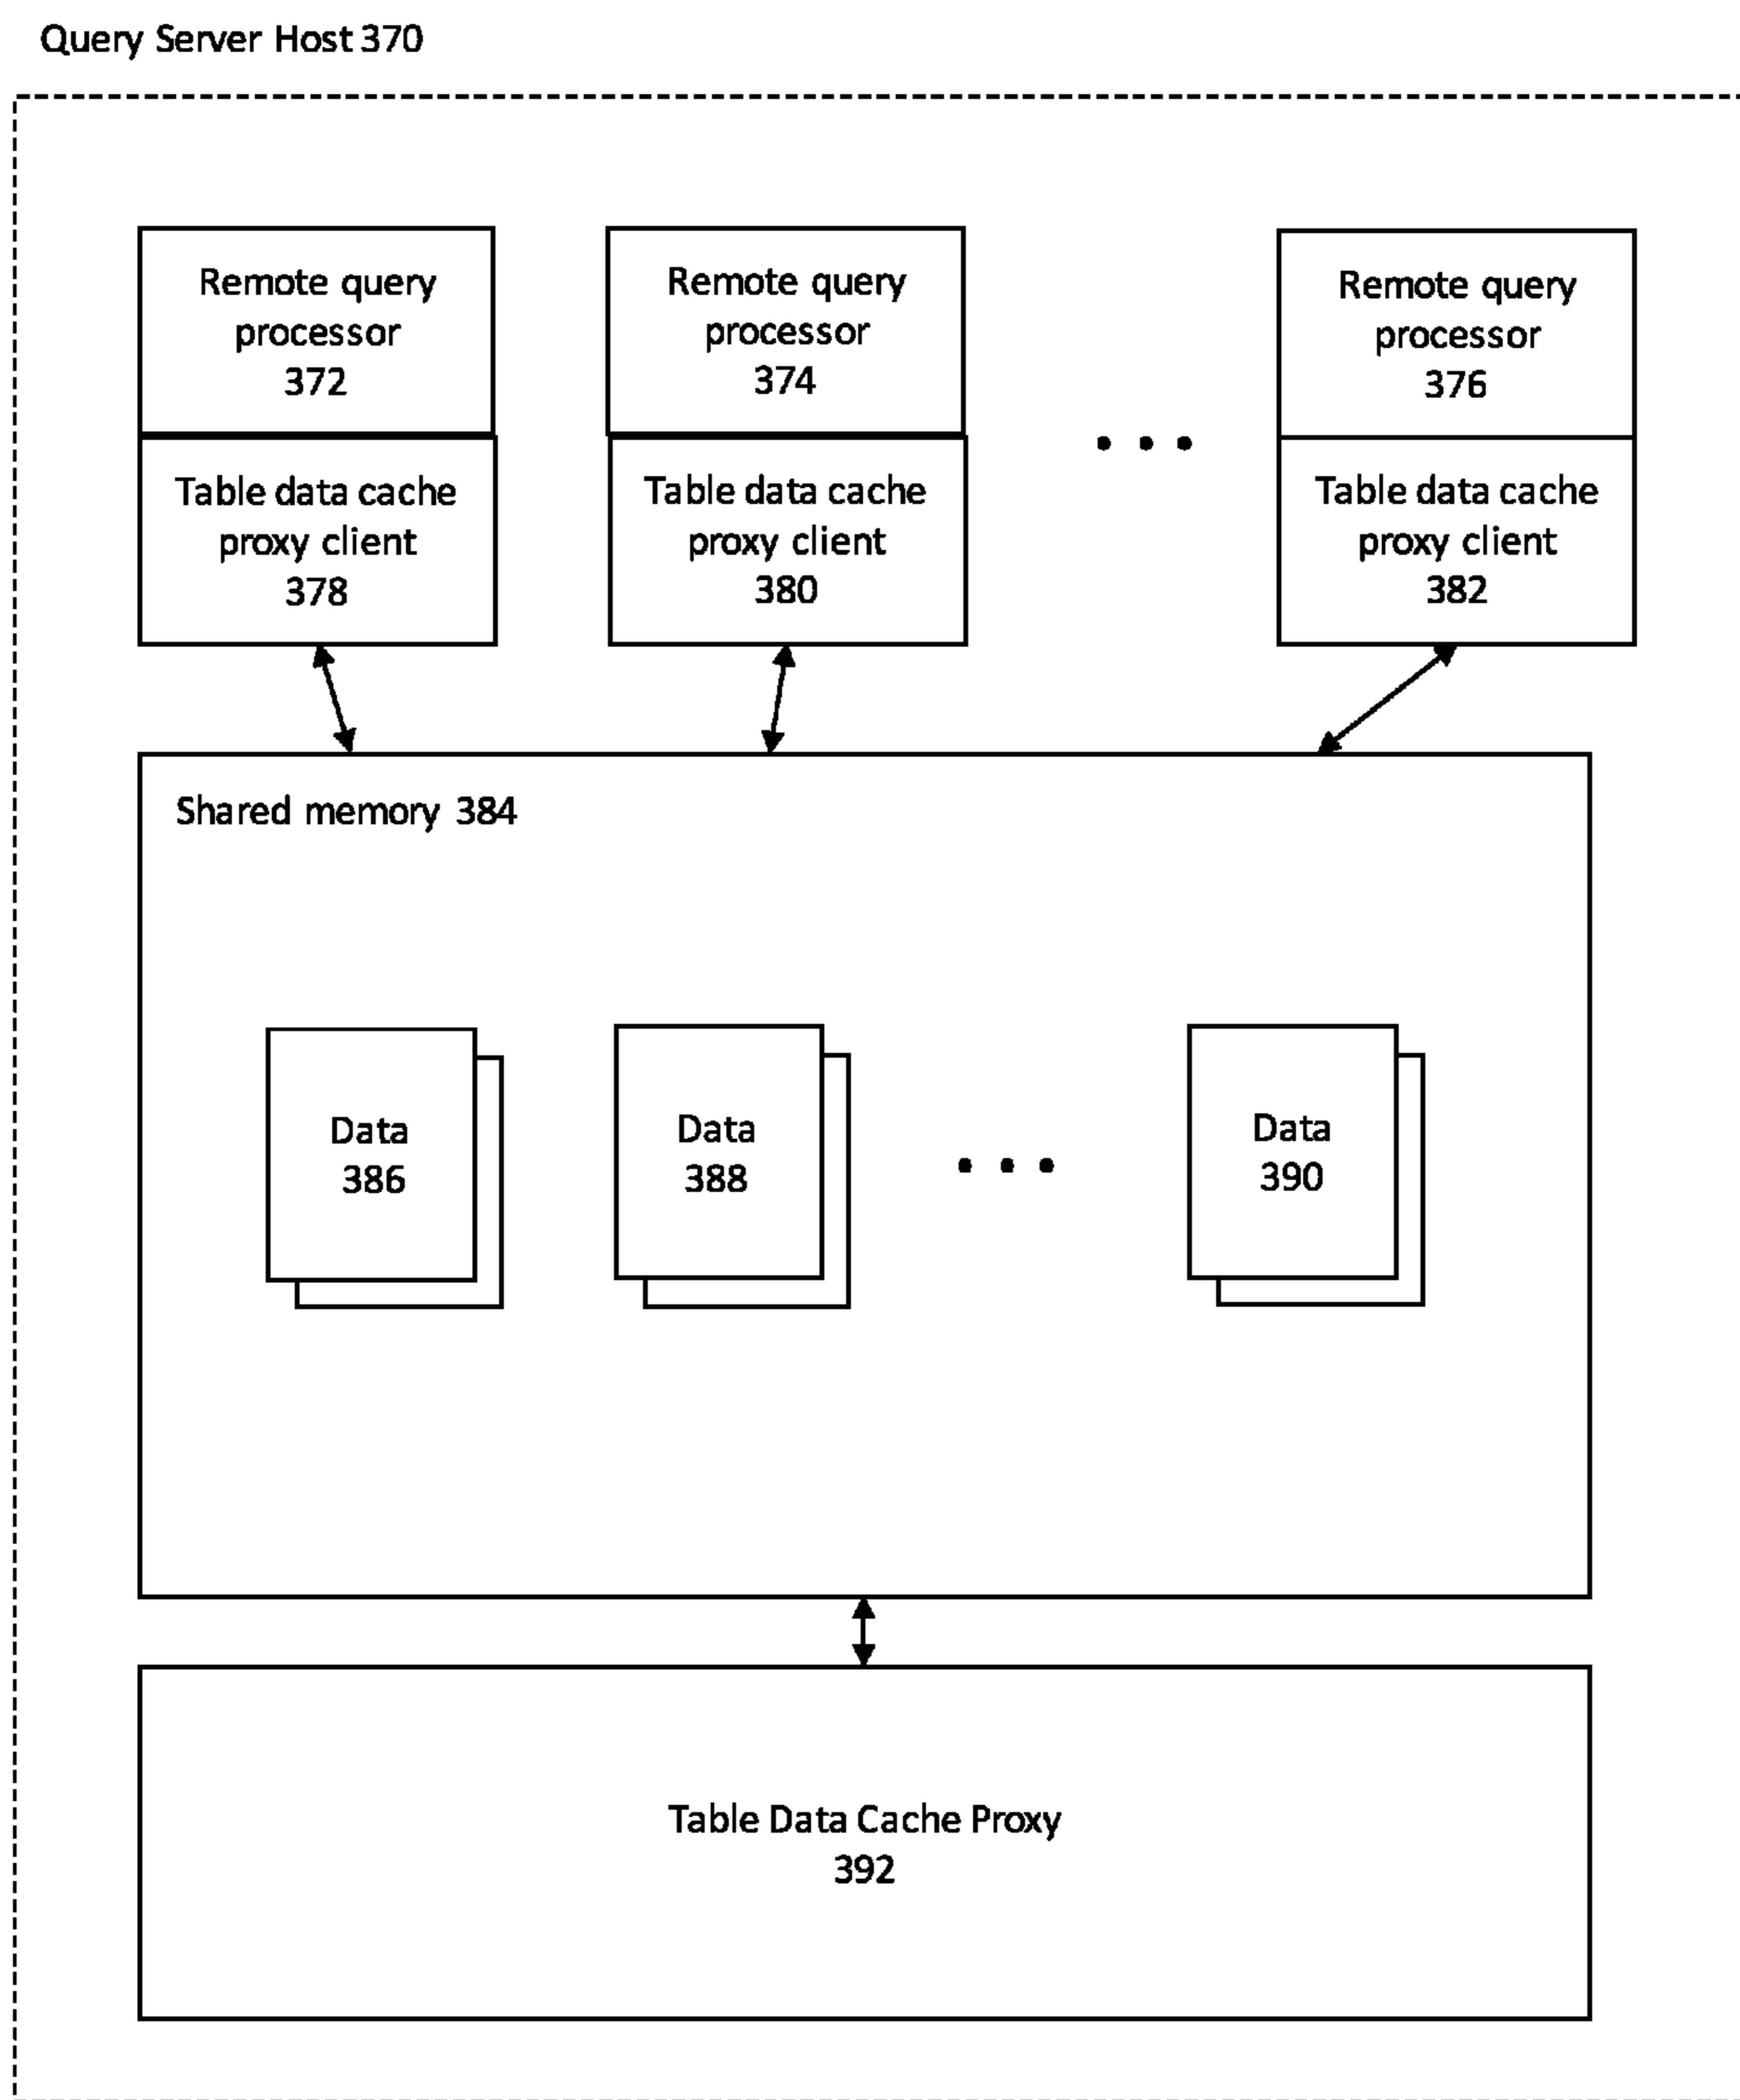 Query Server Host 370
Remote query
processor
372
Table data cache
proxy client
378
Remote query
processor
374
Table data cache
proxy client
380
Remote query
processor
376
Table data cache
proxy client
382
Shared memory 384
Data
386
Data
388
Data
390
Table Data Cache Proxy
392